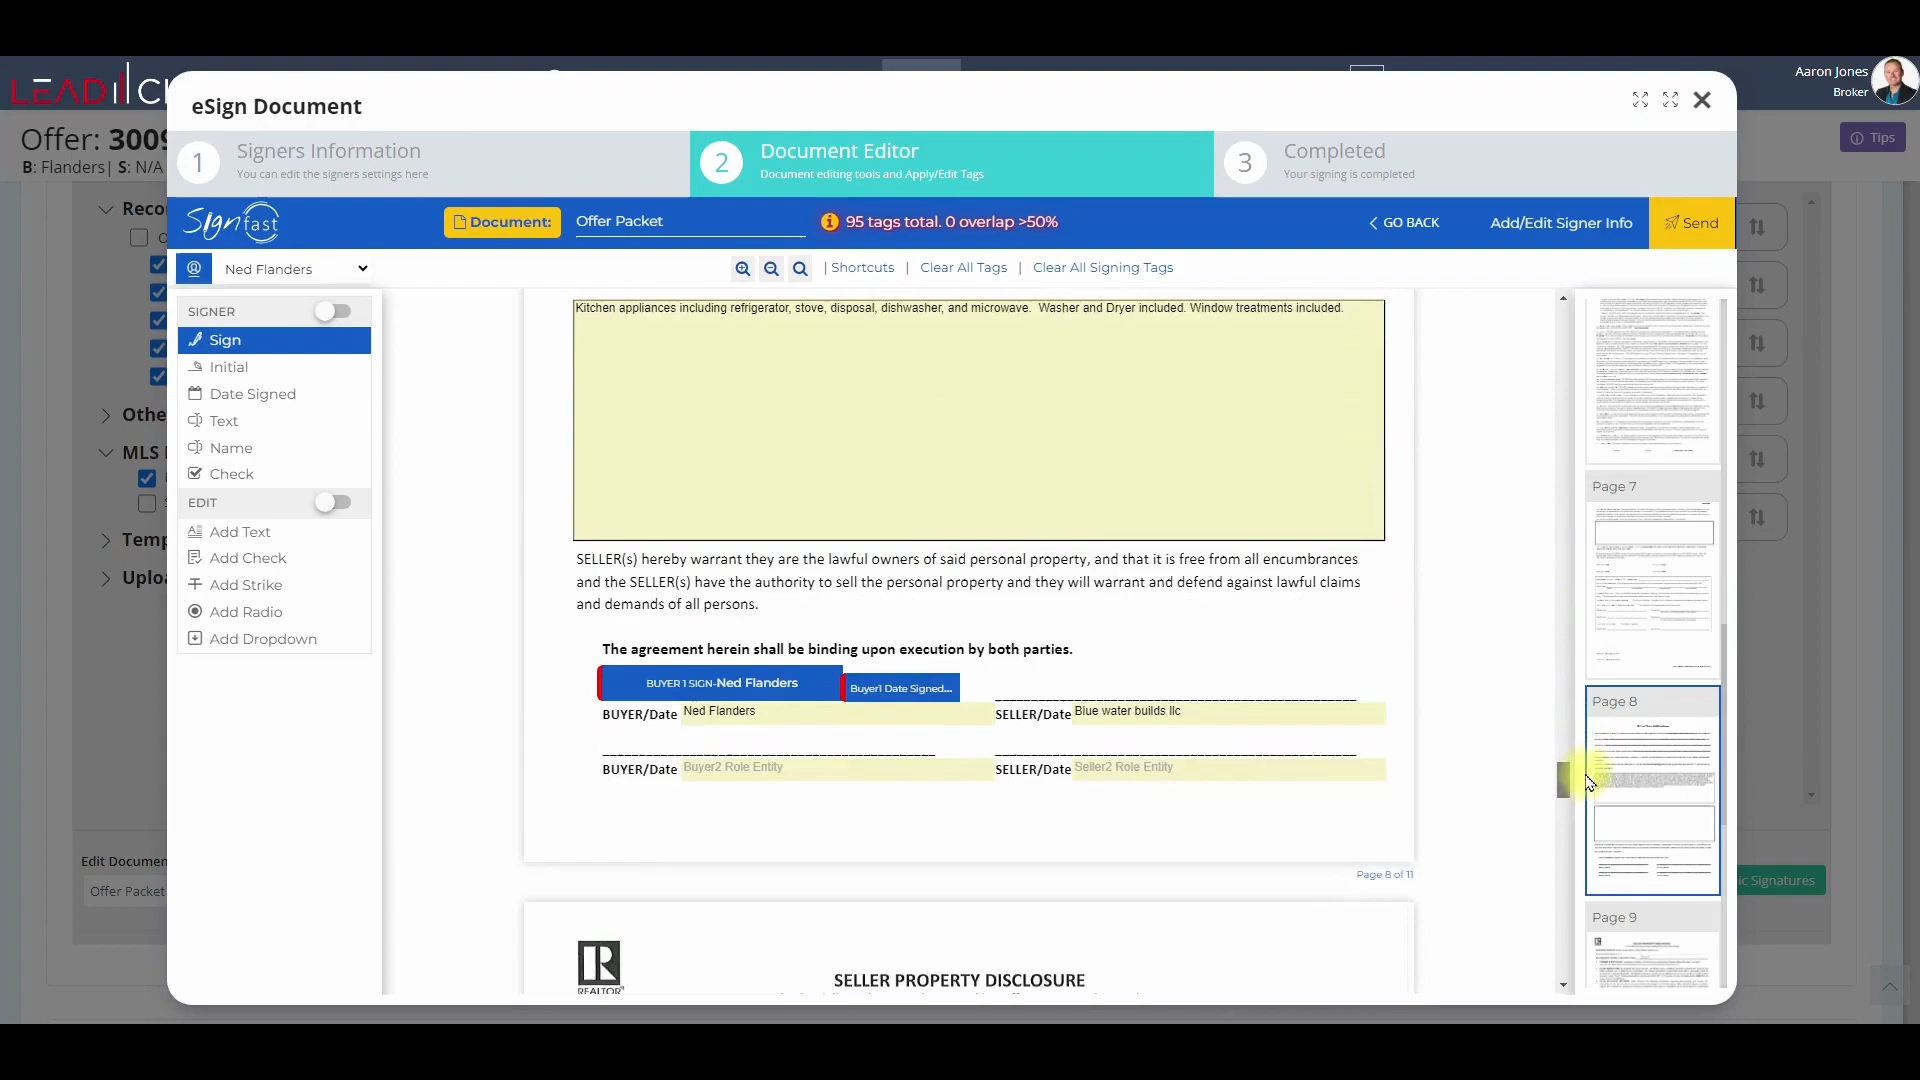 LEAD
Aaron Jones
Broker
eSign Document
Offer: 3009
B: Flanders| S: N/A
Tips
1
Signers Information
You can edit the signers settings here
2
Document Editor
Document editing tools and Apply/Edit Tags
3
Completed
Your signing is completed
Signfast
Document:
Offer Packet
95 tags total. 0 overlap >50%
GO BACK
Add/Edit Signer Info
Send
Ned Flanders
| Shortcuts | Clear All Tags | Clear All Signing Tags
SIGNER
Sign
Initial
Date Signed
Text
Name
Check
EDIT
Add Text
Add Check
Add Strike
Add Radio
Add Dropdown
MLS
Edit Documen
Offer Packet
Kitchen appliances including refrigerator, stove, disposal, dishwasher, and microwave. Washer and Dryer included. Window treatments included.
SELLER(s) hereby warrant they are the lawful owners of said personal property, and that it is free from all encumbrances
and the SELLER(s) have the authority to sell the personal property and they will warrant and defend against lawful claims
and demands of all persons.
The agreement herein shall be binding upon execution by both parties.
BUYER 1 SIGN-Ned Flanders
Buyer1 Date Signed...
BUYER/Date Ned Flanders
SELLER/Date Blue water builds llc
BUYER/Date Buyer2 Role Entity
SELLER/Date Seller2 Role Entity
Page 8 of 11
REALTOR®
SELLER PROPERTY DISCLOSURE
Page 7
Page 8
Page 9
ic Signatures